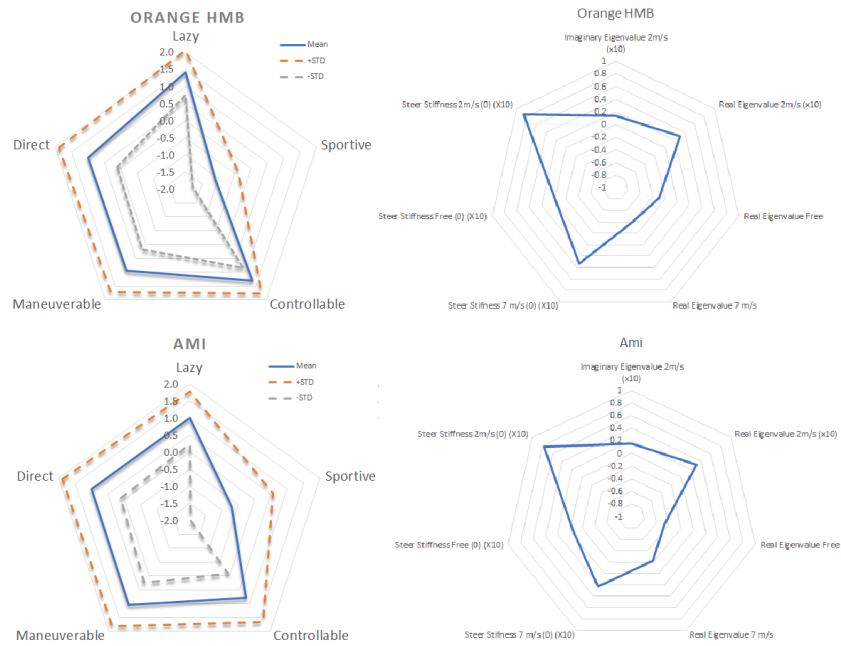 ORANGE HMB
Lazy
2.0
1.5
1.0
0.5
0.0
-0.5
-1.0
-1.5
-2.0
Mean
+STD
-STD
Direct
Sportive
Maneuverable
Controllable
Orange HMB
Imaginary Eigenvalue 2m/s
(x10)
1
0.8
0.6
0.4
0.2
0
-0.2
-0.4
-0.6
-0.8
-1
Steer Stiffness 2m/s (0) (X10)
Real Eigenvalue 2m/s (x10)
Steer Stiffness Free (0) (X10)
Real Eigenvalue Free
Steer Stifness 7 m/s (0) (X10)
Real Eigenvalue 7 m/s
AMI
Lazy
2.0
1.5
1.0
0.5
0.0
-0.5
-1.0
-1.5
-2.0
Mean
+STD
-STD
Direct
Sportive
Maneuverable
Controllable
Ami
Imaginary Eigenvalue 2m/s
(x10)
1
0.8
0.6
0.4
0.2
0
-0.2
-0.4
-0.6
-0.8
-1
Steer Stiffness 2m/s (0) (X10)
Real Eigenvalue 2m/s (x10)
Steer Stiffness Free (0) (X10)
Real Eigenvalue Free
Steer Stifness 7 m/s (0) (X10)
Real Eigenvalue 7 m/s